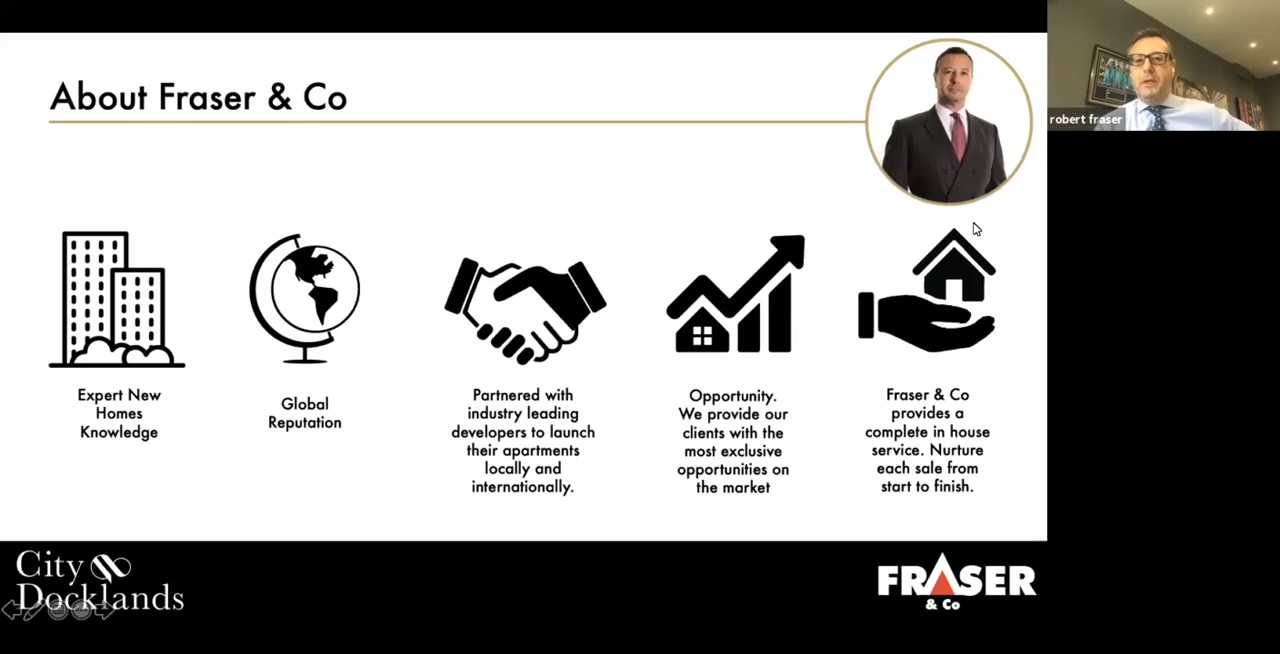 About Fraser & Co
robert fraser
Expert New
Homes
Knowledge
Global
Reputation
Partnered with
industry leading
developers to launch
their apartments
locally and
internationally.
Opportunity.
We provide our
clients with the
most exclusive
opportunities on
the market
Fraser & Co
provides a
complete in house
service. Nurture
each sale from
start to finish.
City &
Docklands
FRASER
& Co